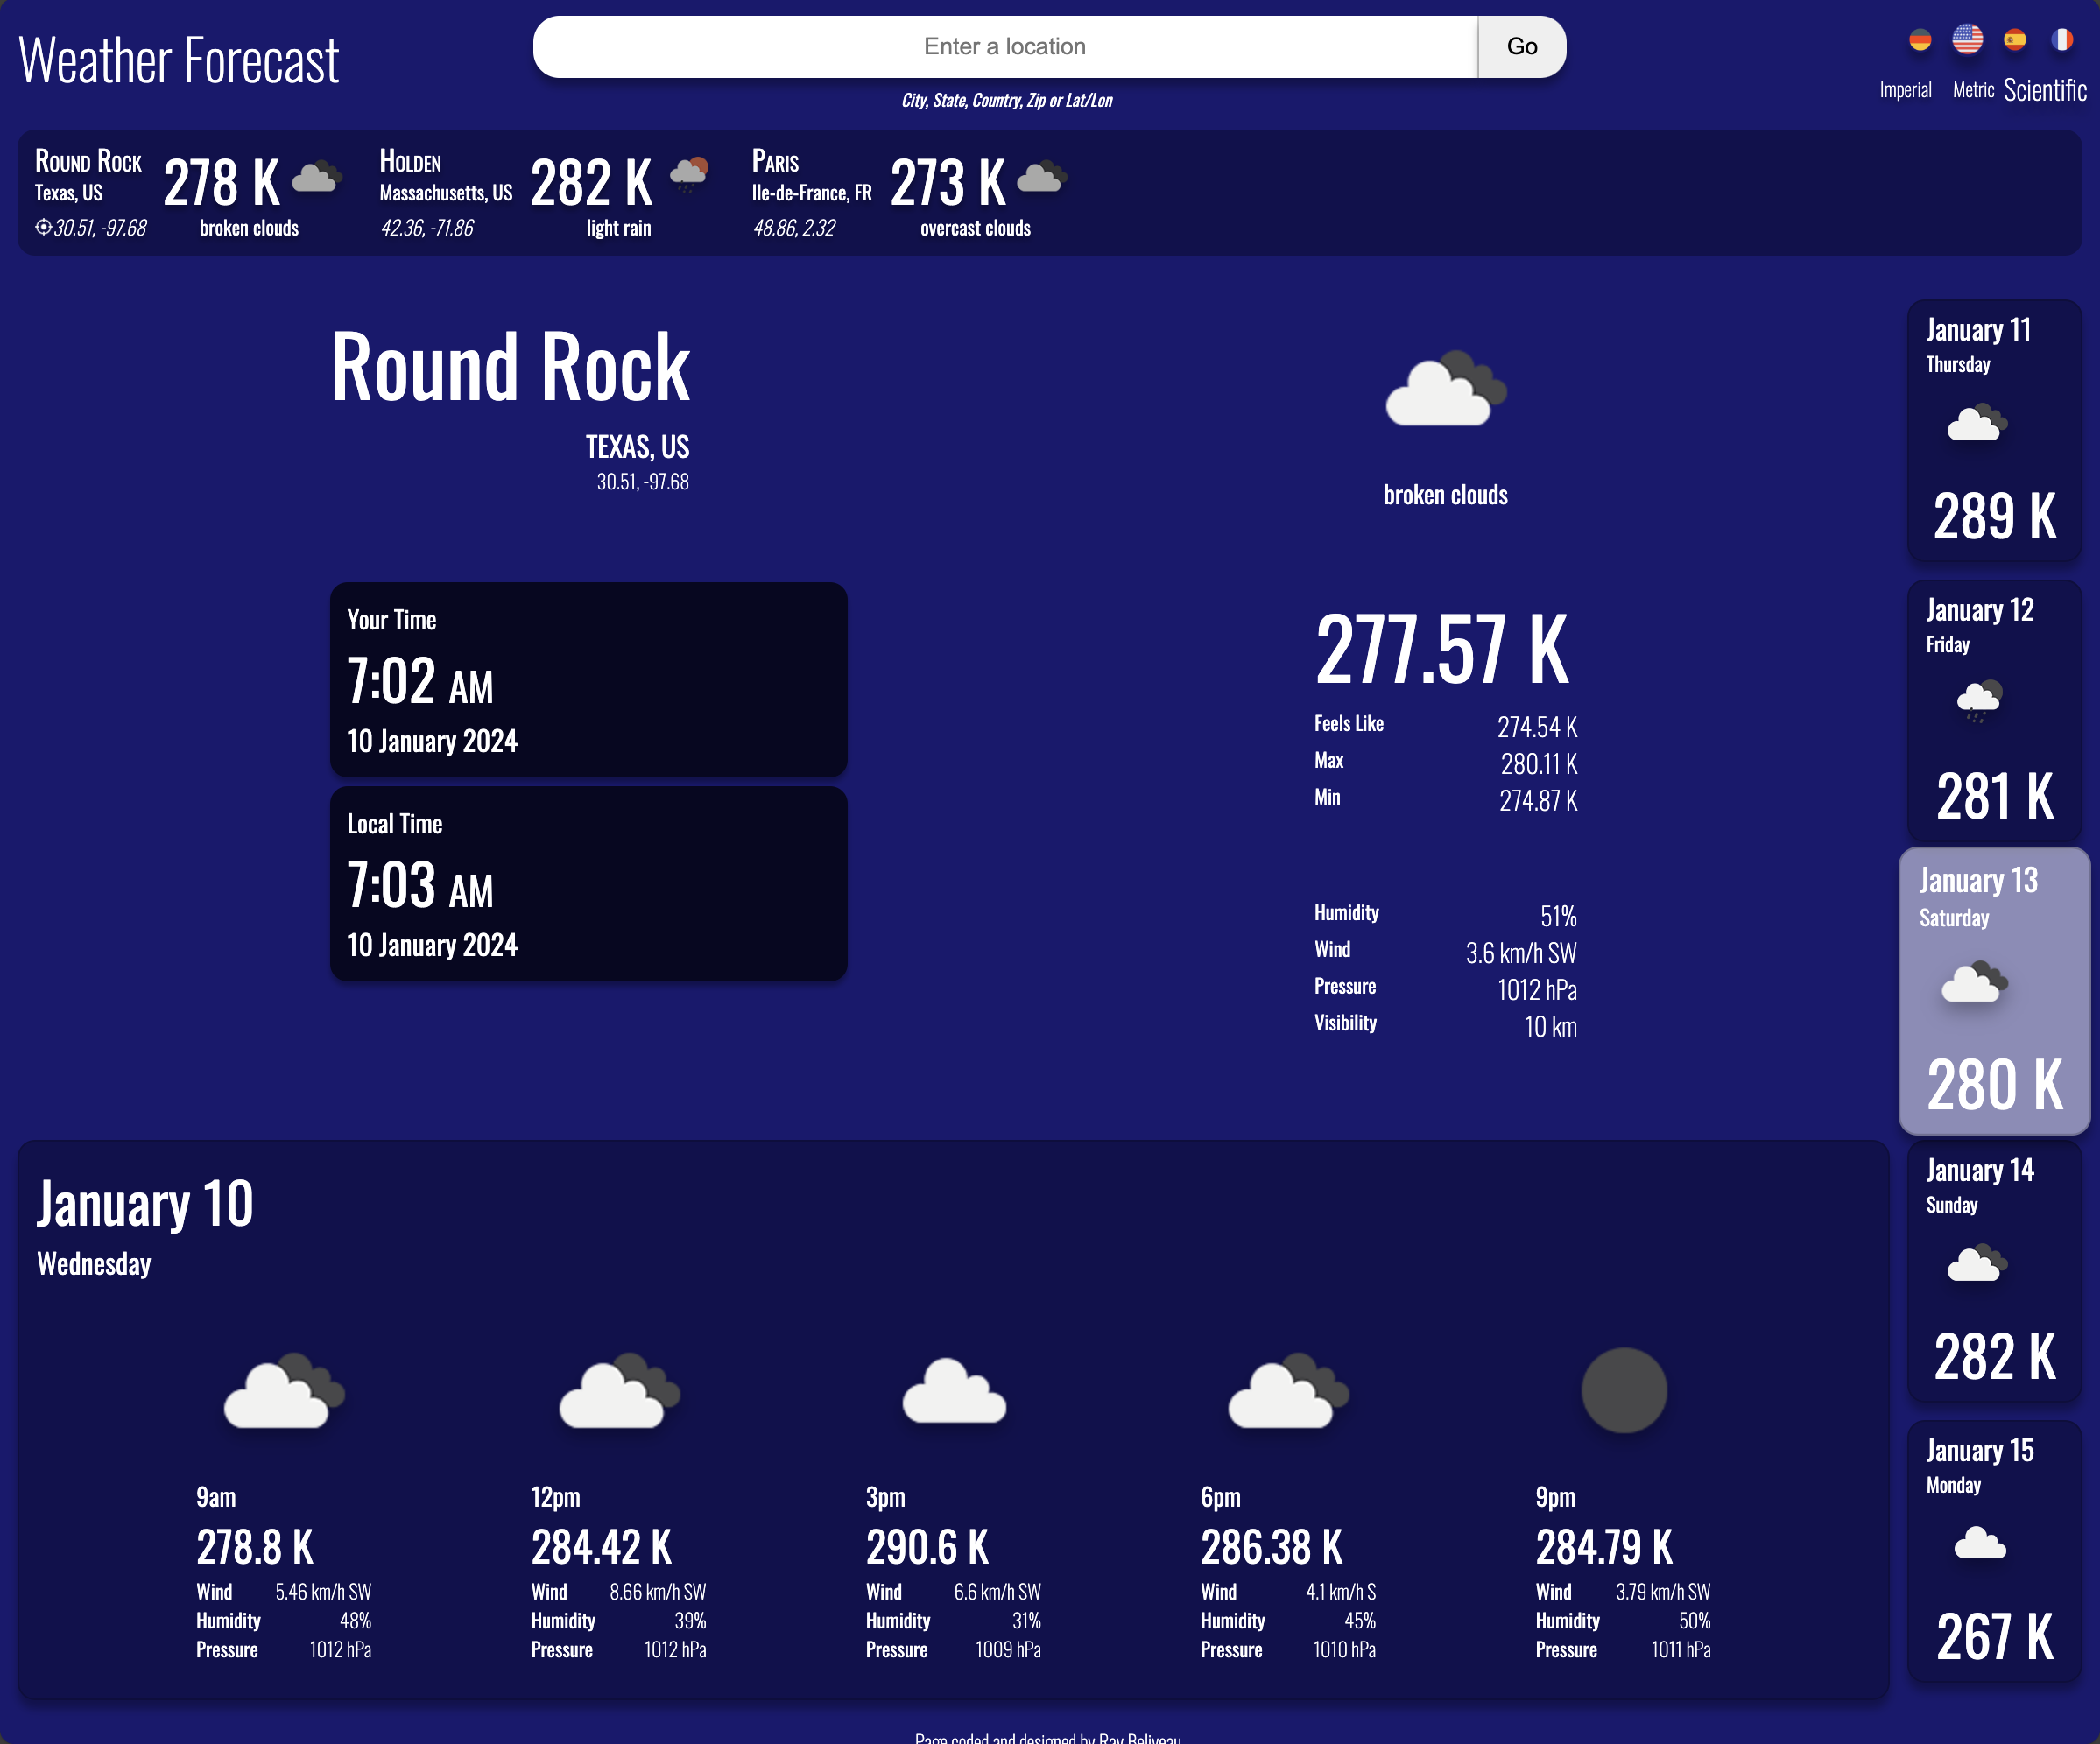 Weather Forecast
Enter a location
Go
City, State, Country, Zip or Lat/Lon
Imperial Metric Scientific
Round Rock
Texas, US
30.51, -97.68
278 K
broken clouds
Holden
Massachusetts, US
42.36, -71.86
282 K
light rain
Paris
Ile-de-France, FR
48.86, 2.32
273 K
overcast clouds
Round Rock
TEXAS, US
30.51, -97.68
broken clouds
Your Time
7:02 AM
10 January 2024
Local Time
7:03 AM
10 January 2024
277.57 K
Feels Like 274.54 K
Max 280.11 K
Min 274.87 K
Humidity 51%
Wind 3.6 km/h SW
Pressure 1012 hPa
Visibility 10 km
January 11
Thursday
289 K
January 12
Friday
281 K
January 13
Saturday
280 K
January 14
Sunday
282 K
January 15
Monday
267 K
January 10
Wednesday
9am
278.8 K
Wind 5.46 km/h SW
Humidity 48%
Pressure 1012 hPa
12pm
284.42 K
Wind 8.66 km/h SW
Humidity 39%
Pressure 1012 hPa
3pm
290.6 K
Wind 6.6 km/h SW
Humidity 31%
Pressure 1009 hPa
6pm
286.38 K
Wind 4.1 km/h S
Humidity 45%
Pressure 1010 hPa
9pm
284.79 K
Wind 3.79 km/h SW
Humidity 50%
Pressure 1011 hPa
Page coded and designed by Ray Beliveau